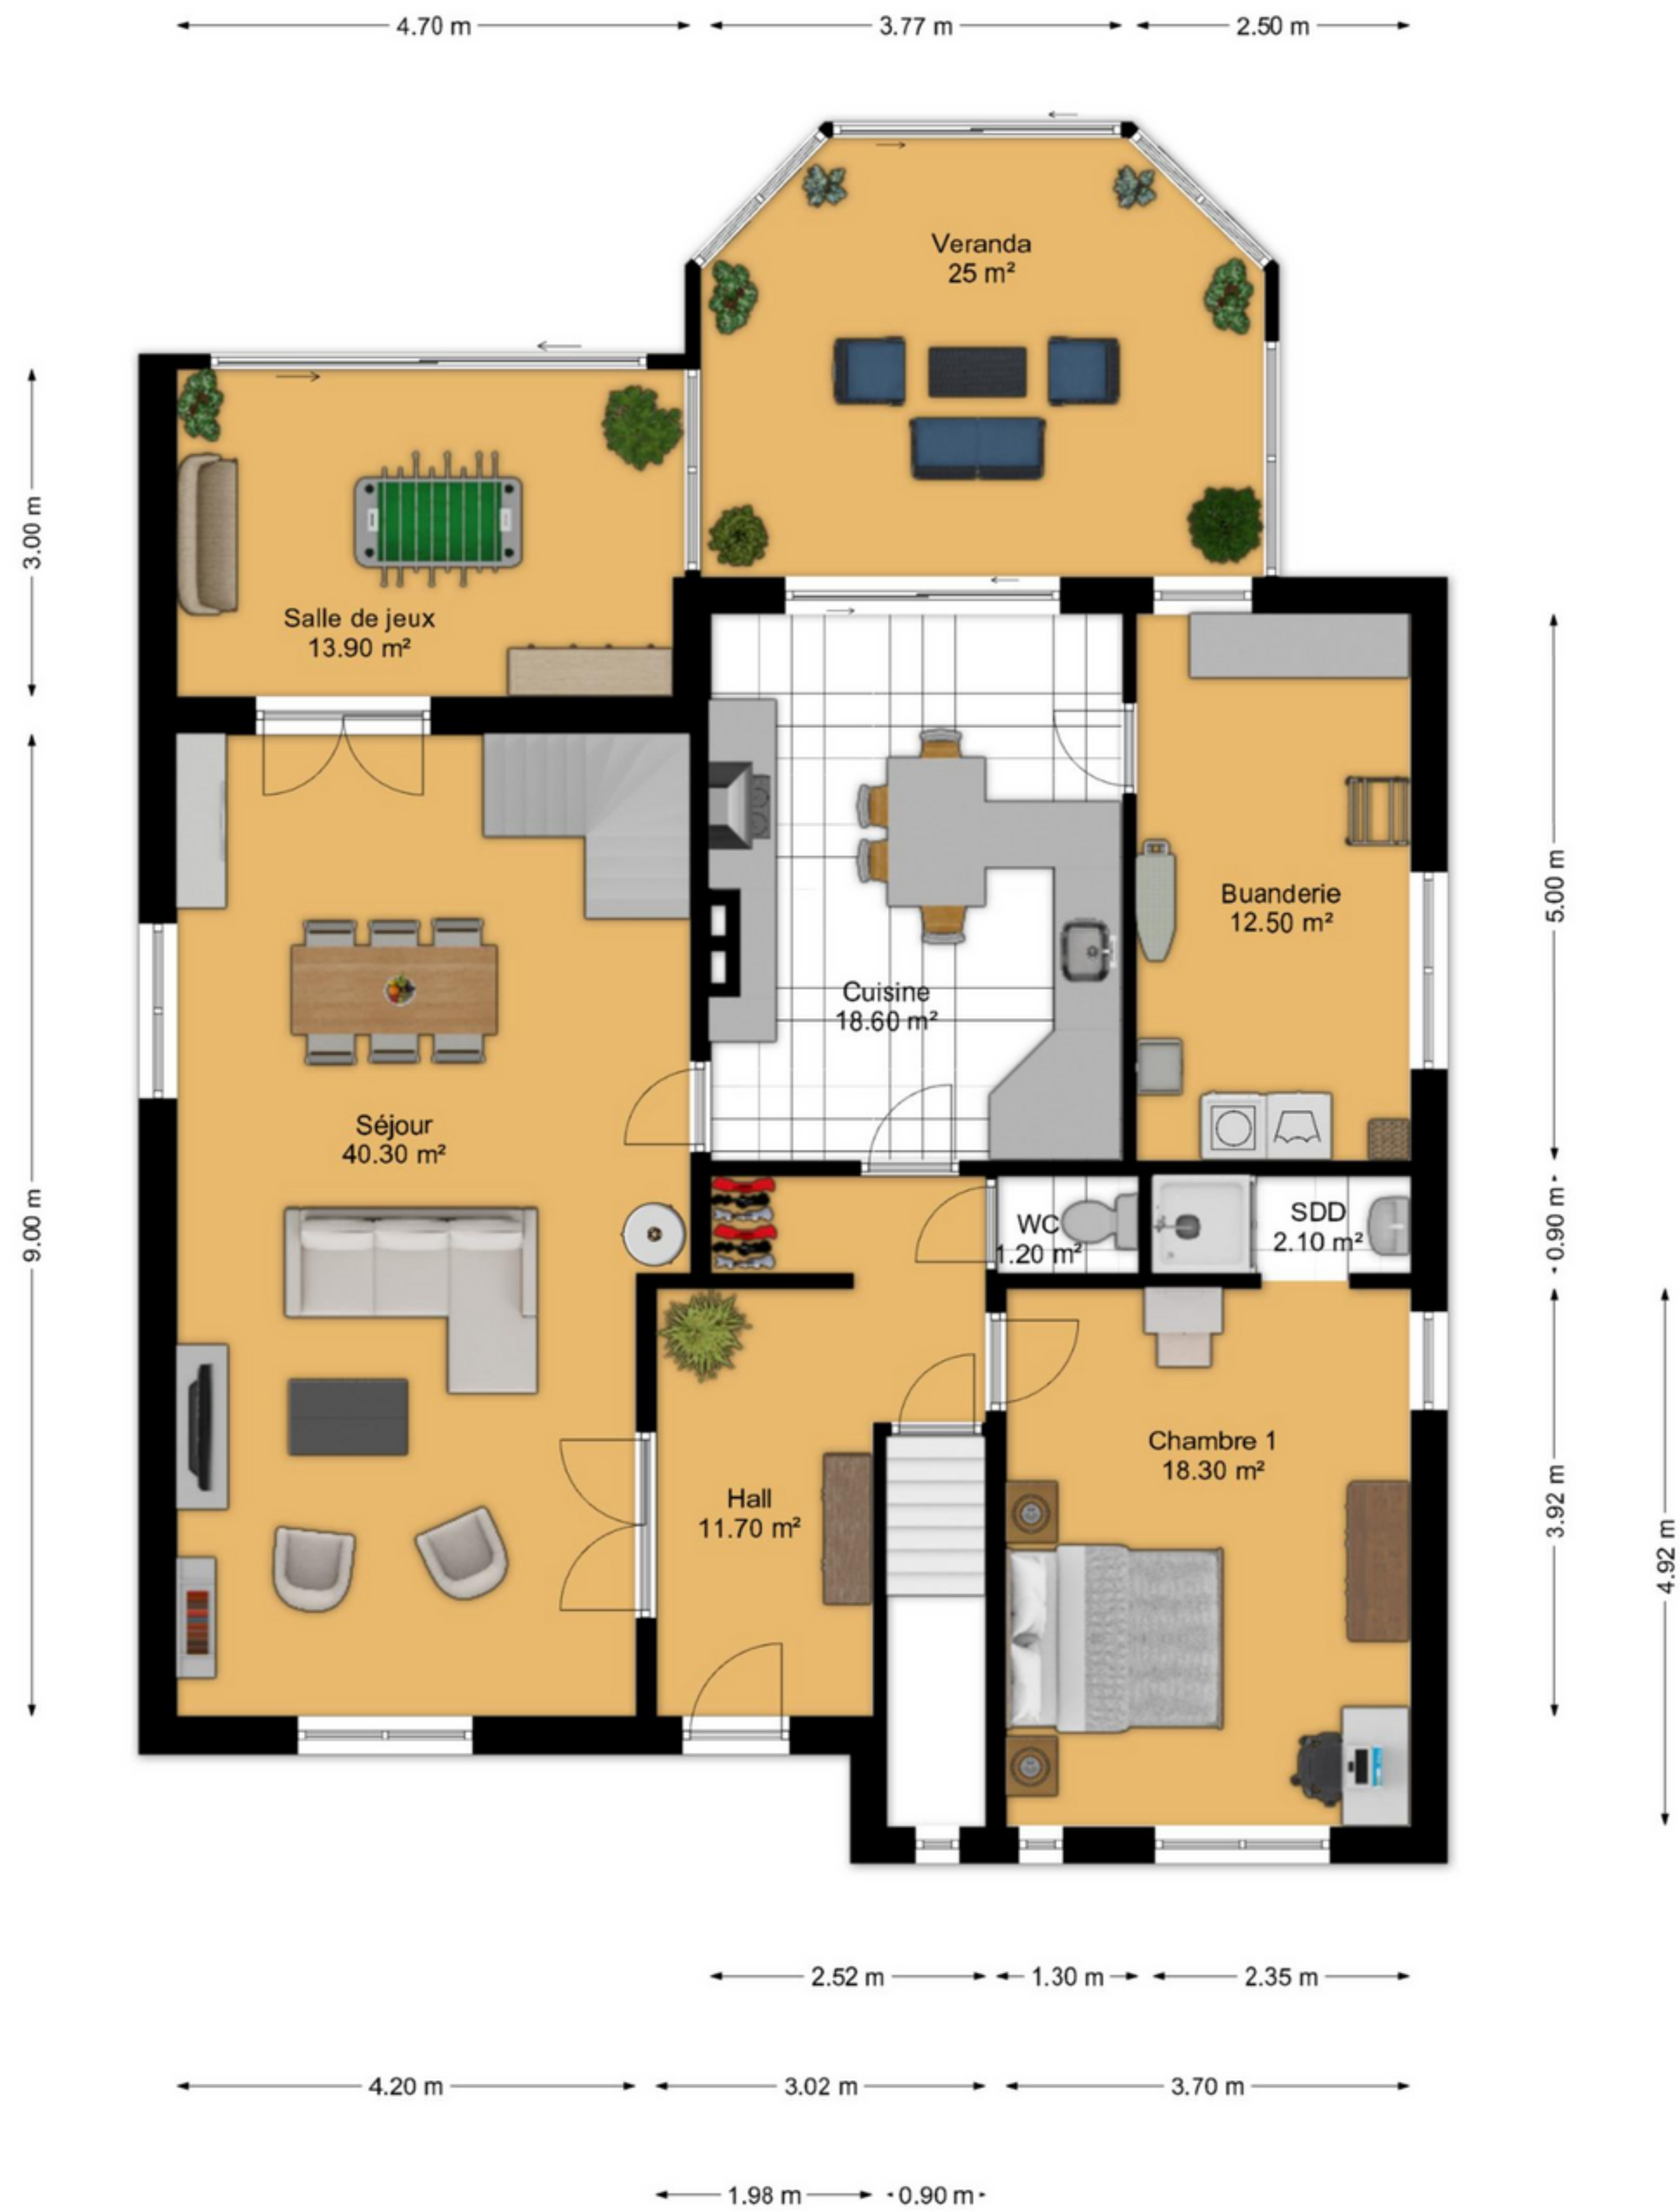 4.70 m
3.77 m
2.50 m
Veranda
25 m²
3.00 m
Salle de jeux
13.90 m²
5.00 m
Buanderie
12.50 m²
Cuisine
18.60 m²
Séjour
40.30 m²
9.00 m
0.90 m
WC
1.20 m²
SDD
2.10 m²
Chambre 1
18.30 m²
Hall
11.70 m²
3.92 m
4.92 m
2.52 m
1.30 m
2.35 m
4.20 m
3.02 m
3.70 m
1.98 m
0.90 m